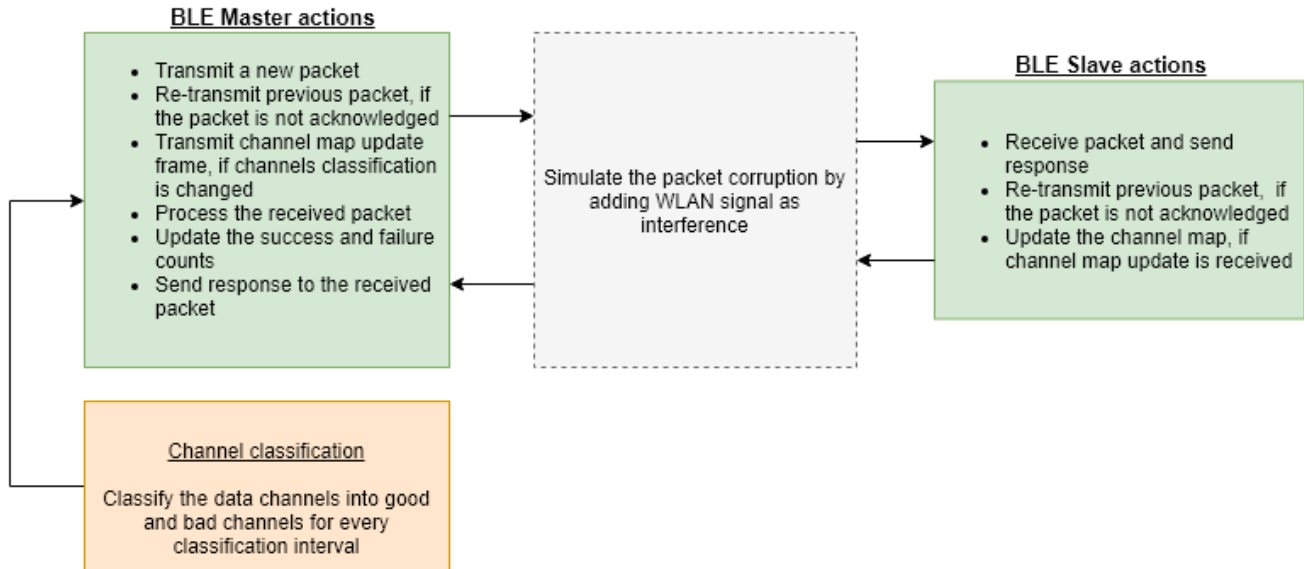 BLE Master actions
• Transmit a new packet
• Re-transmit previous packet, if
the packet is not acknowledged
• Transmit channel map update
frame, if channels classification
is changed
• Process the received packet
• Update the success and failure
counts
• Send response to the received
packet
Simulate the packet corruption by
adding WLAN signal as
interference
BLE Slave actions
• Receive packet and send
response
• Re-transmit previous packet, if
the packet is not acknowledged
• Update the channel map, if
channel map update is received
Channel classification
Classify the data channels into good
and bad channels for every
classification interval